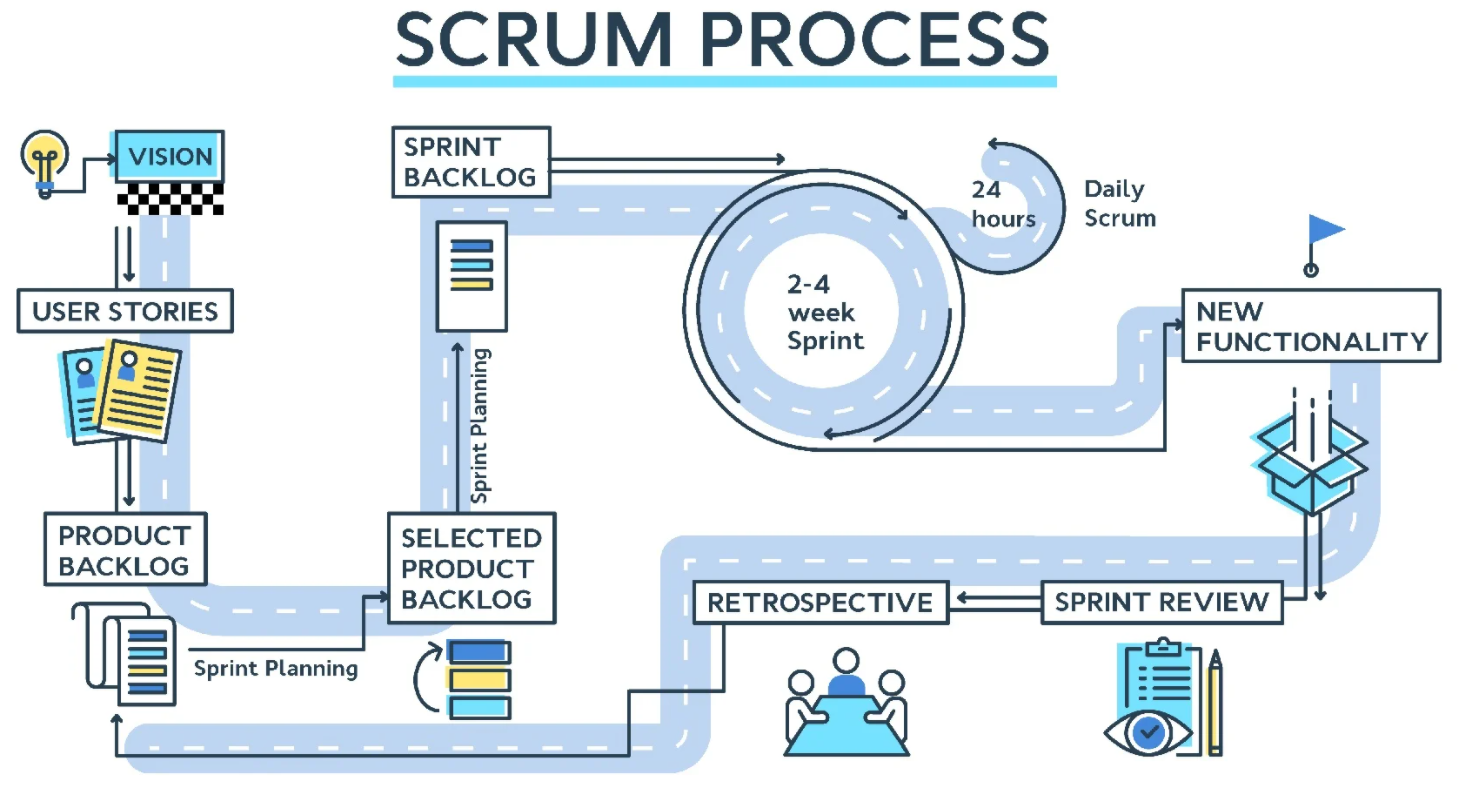 SCRUM PROCESS
VISION
USER STORIES
PRODUCT
BACKLOG
Sprint Planning
SELECTED
PRODUCT
BACKLOG
Sprint Planning
SPRINT
BACKLOG
2-4
week
Sprint
24
hours
Daily
Scrum
NEW
FUNCTIONALITY
SPRINT REVIEW
RETROSPECTIVE